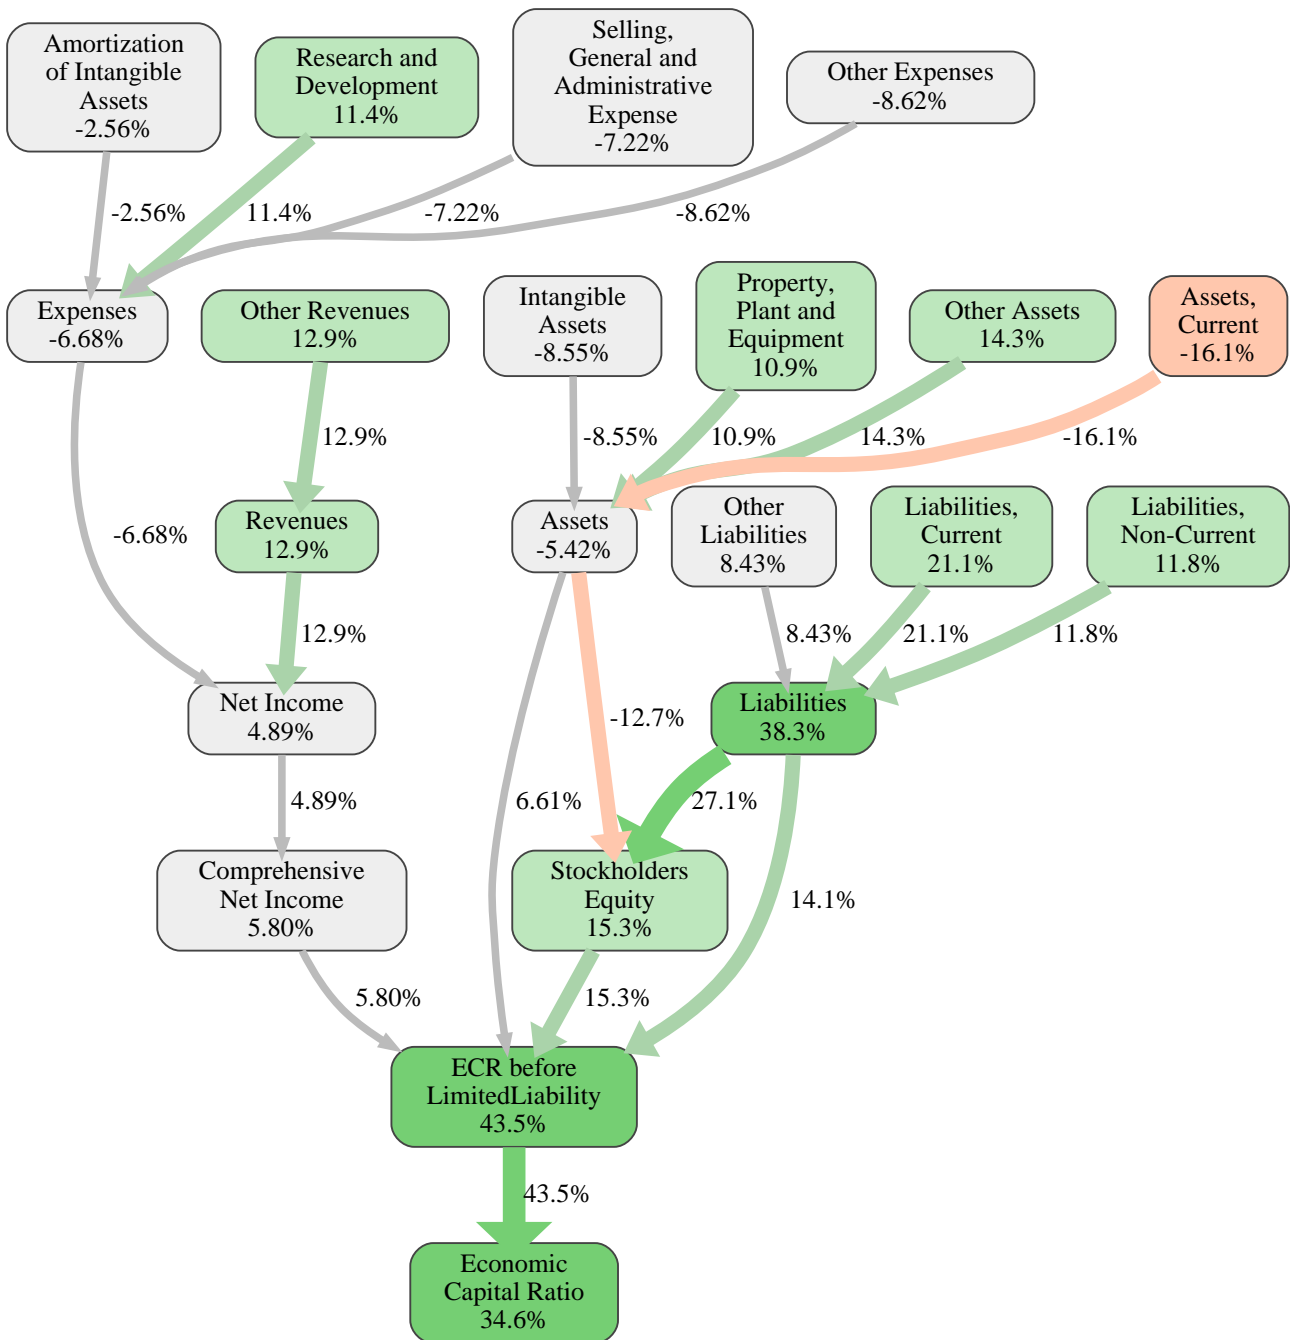 Amortization
of Intangible
Assets
-2.56%
Research and
Development
11.4%
Selling,
General and
Administrative
Expense
-7.22%
Other Expenses
-8.62%
-2.56%
11.4%
-7.22%
-8.62%
Expenses
-6.68%
Other Revenues
12.9%
Intangible
Assets
-8.55%
Property,
Plant and
Equipment
10.9%
Other Assets
14.3%
Assets,
Current
-16.1%
12.9%
-8.55%
10.9%
14.3%
-16.1%
-6.68%
Revenues
12.9%
Assets
-5.42%
Other
Liabilities
8.43%
Liabilities,
Current
21.1%
Liabilities,
Non-Current
11.8%
12.9%
8.43%
21.1%
11.8%
Net Income
4.89%
-12.7%
Liabilities
38.3%
4.89%
6.61%
27.1%
Comprehensive
Net Income
5.80%
Stockholders
Equity
15.3%
14.1%
5.80%
15.3%
ECR before
LimitedLiability
43.5%
43.5%
Economic
Capital Ratio
34.6%